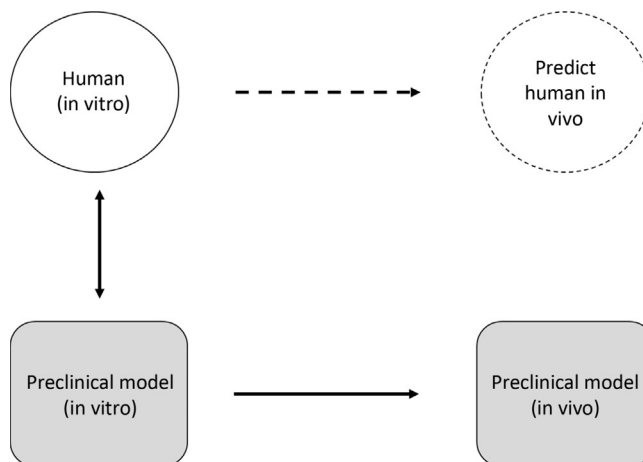 Human
(in vitro)
Predict
human in
vivo
Preclinical model
(in vitro)
Preclinical model
(in vivo)